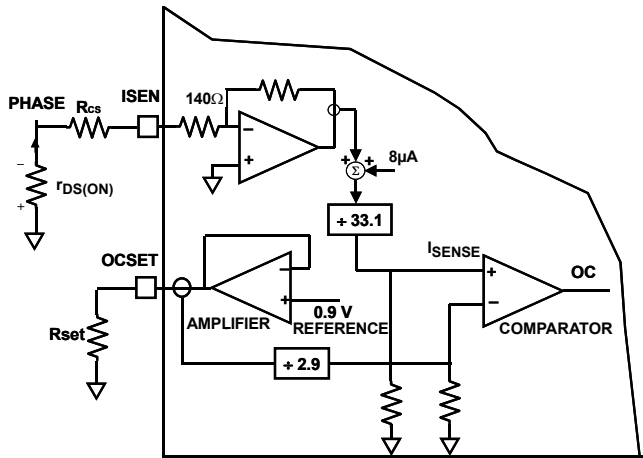 PHASE
Rcs
ISEN
140Ω
−
+
+ +
Σ
8µA
−
+
rDS(ON)
÷ 33.1
ISENSE
OCSET
−
+
+
−
OC
0.9 V
AMPLIFIER
REFERENCE
COMPARATOR
Rset
÷ 2.9